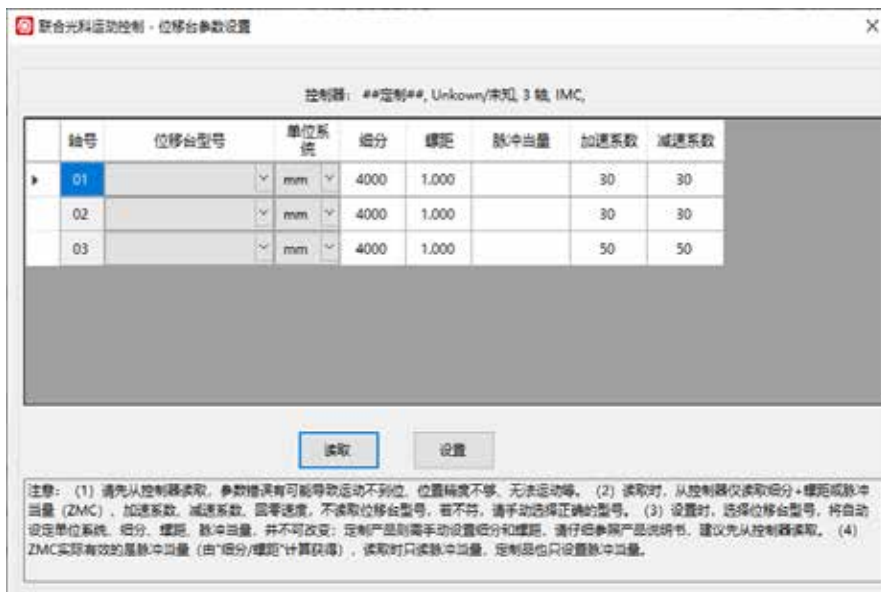 联合光科运动控制 - 位移台参数设置
控制器： ##定制##, Unkown/未知, 3 轴, IMC,
轴号 位移台型号 单位系统 细分 螺距 脉冲当量 加速系数 减速系数
01 mm 4000 1.000 30 30
02 mm 4000 1.000 30 30
03 mm 4000 1.000 50 50
读取 设置
注意：（1）请先从控制器读取，参数错误有可能导致运动不到位、位置精度不够、无法运动等。（2）读取时，从控制器仅读取细分+螺距或脉冲
当量（ZMC）、加速系数、减速系数、回零速度，不读取位移台型号，若不符，请手动选择正确的型号。（3）设置时，选择位移台型号，将自动
设定单位系统、细分、螺距、脉冲当量，并不可改变；定制产品则需手动设置细分和螺距，请仔细参照产品说明书，建议先从控制器读取。（4）
ZMC实际有效的是脉冲当量（由"细分/螺距"计算获得），读取时只读脉冲当量，定制品也只设置脉冲当量。